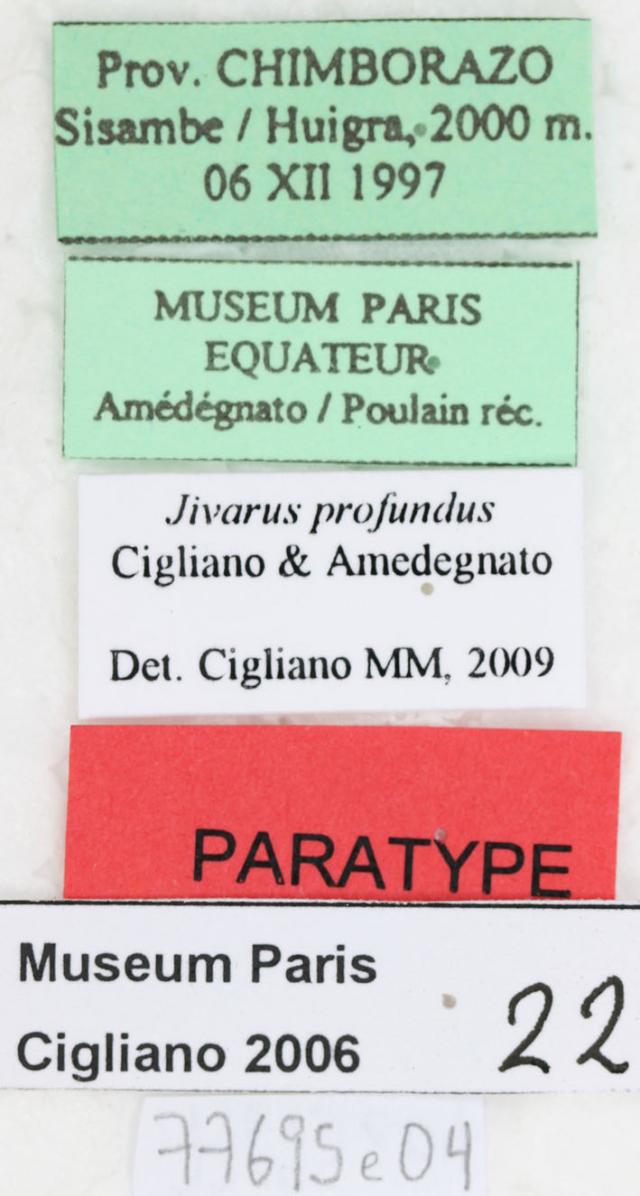 Prov. CHIMBORAZO
Sisambe / Huigra, 2000 m.
06 XII 1997
MUSEUM PARIS
EQUATEUR
Amédégnato / Poulain réc.
Jivarus profundus
Cigliano & Amedegnato
Det. Cigliano MM, 2009
PARATYPE
Museum Paris
Cigliano 2006 22
77695e04